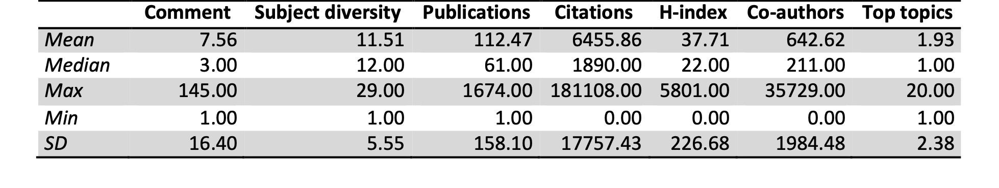 Comment Subject diversity Publications Citations H-index Co-authors Top topics
Mean 7.56 11.51 112.47 6455.86 37.71 642.62 1.93
Median 3.00 12.00 61.00 1890.00 22.00 211.00 1.00
Max 145.00 29.00 1674.00 181108.00 5801.00 35729.00 20.00
Min 1.00 1.00 1.00 0.00 0.00 0.00 1.00
SD 16.40 5.55 158.10 17757.43 226.68 1984.48 2.38